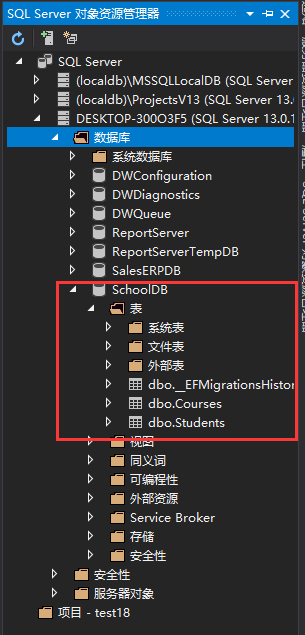 SQL Server 对象资源管理器
SQL Server
(localdb)\MSSQLLocalDB (SQL Server
(localdb)\ProjectsV13 (SQL Server 13.0.
DESKTOP-300O3F5 (SQL Server 13.0.1
数据库
系统数据库
DWConfiguration
DWDiagnostics
DWQueue
ReportServer
ReportServerTempDB
SalesERPDB
SchoolDB
表
系统表
文件表
外部表
dbo.__EFMigrationsHistor
dbo.Courses
dbo.Students
视图
同义词
可编程性
外部资源
Service Broker
存储
安全性
安全性
服务器对象
项目 - test18